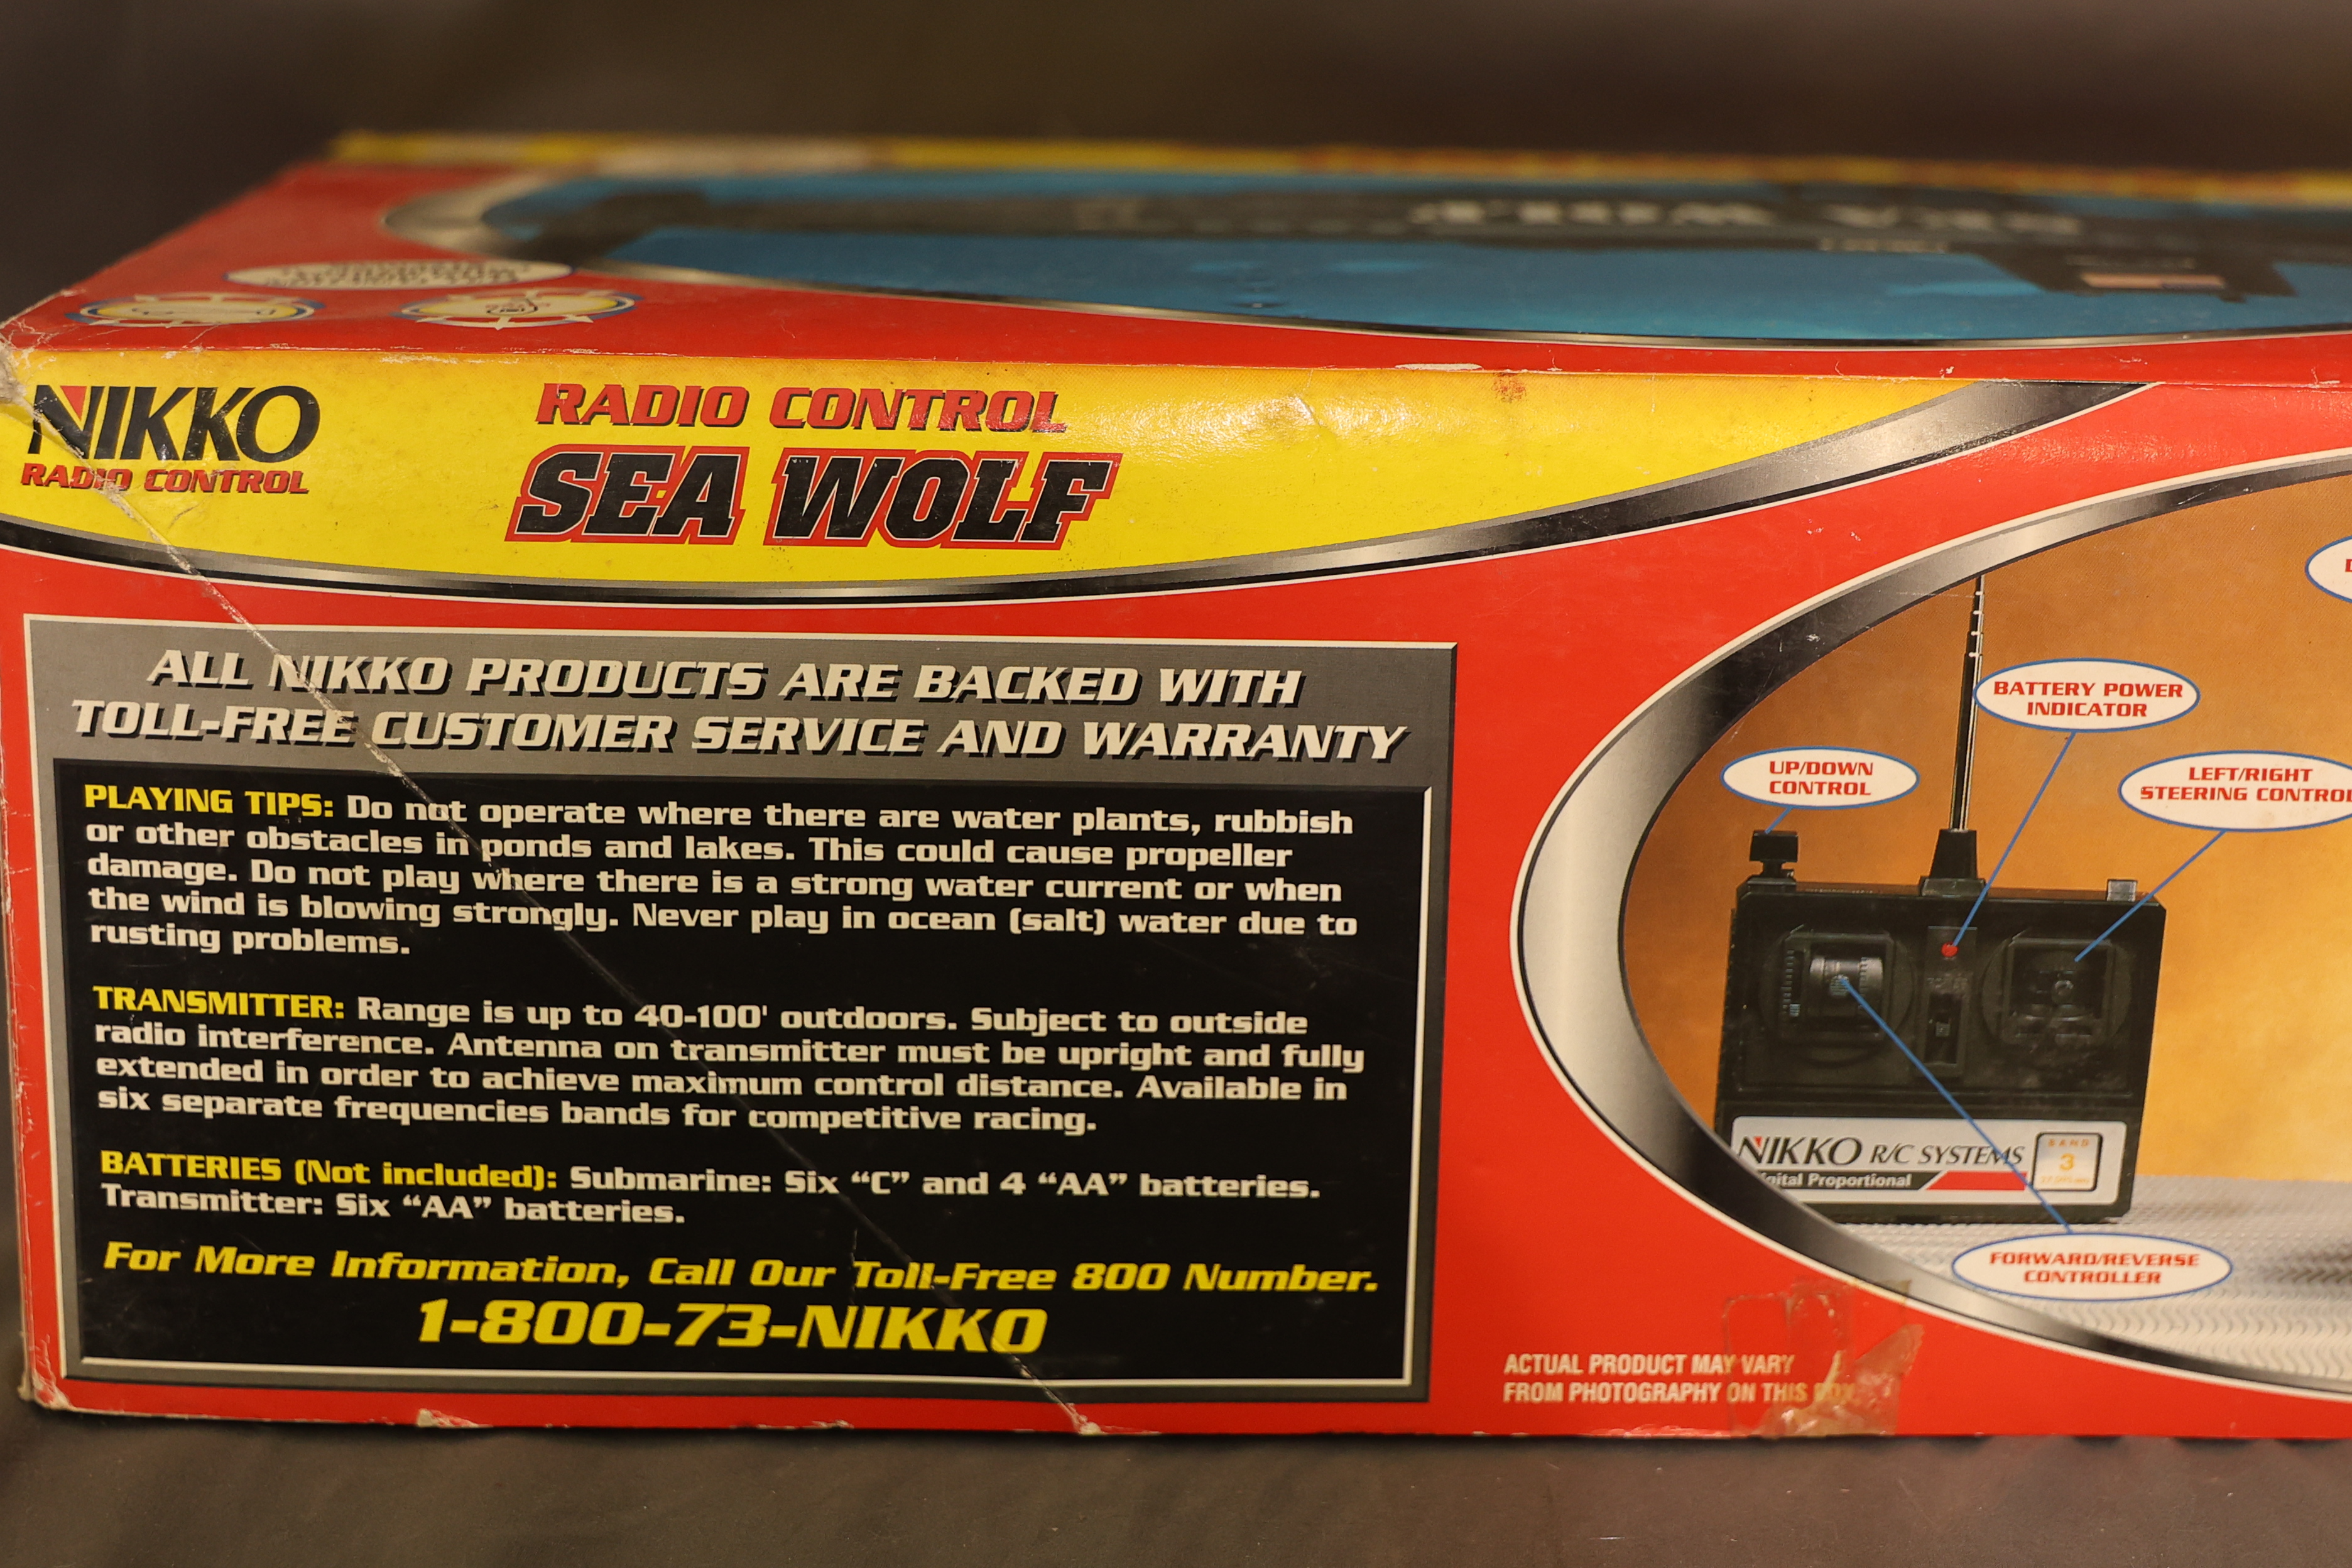 NIKKO
RADIO CONTROL
RADIO CONTROL
SEA WOLF
ALL NIKKO PRODUCTS ARE BACKED WITH
TOLL-FREE CUSTOMER SERVICE AND WARRANTY
PLAYING TIPS: Do not operate where there are water plants, rubbish
or other obstacles in ponds and lakes. This could cause propeller
damage. Do not play where there is a strong water current or when
the wind is blowing strongly. Never play in ocean (salt) water due to
rusting problems.
TRANSMITTER: Range is up to 40-100' outdoors. Subject to outside
radio interference. Antenna on transmitter must be upright and fully
extended in order to achieve maximum control distance. Available in
six separate frequencies bands for competitive racing.
BATTERIES (Not included): Submarine: Six “C” and 4 “AA” batteries.
Transmitter: Six “AA” batteries.
For More Information, Call Our Toll-Free 800 Number.
1-800-73-NIKKO
BATTERY POWER
INDICATOR
UP/DOWN
CONTROL
LEFT/RIGHT
STEERING CONTROL
NIKKO R/C SYSTEMS
Proportional
BAND
3
FORWARD/REVERSE
CONTROLLER
ACTUAL PRODUCT MAY VARY
FROM PHOTOGRAPHY ON THIS BOX